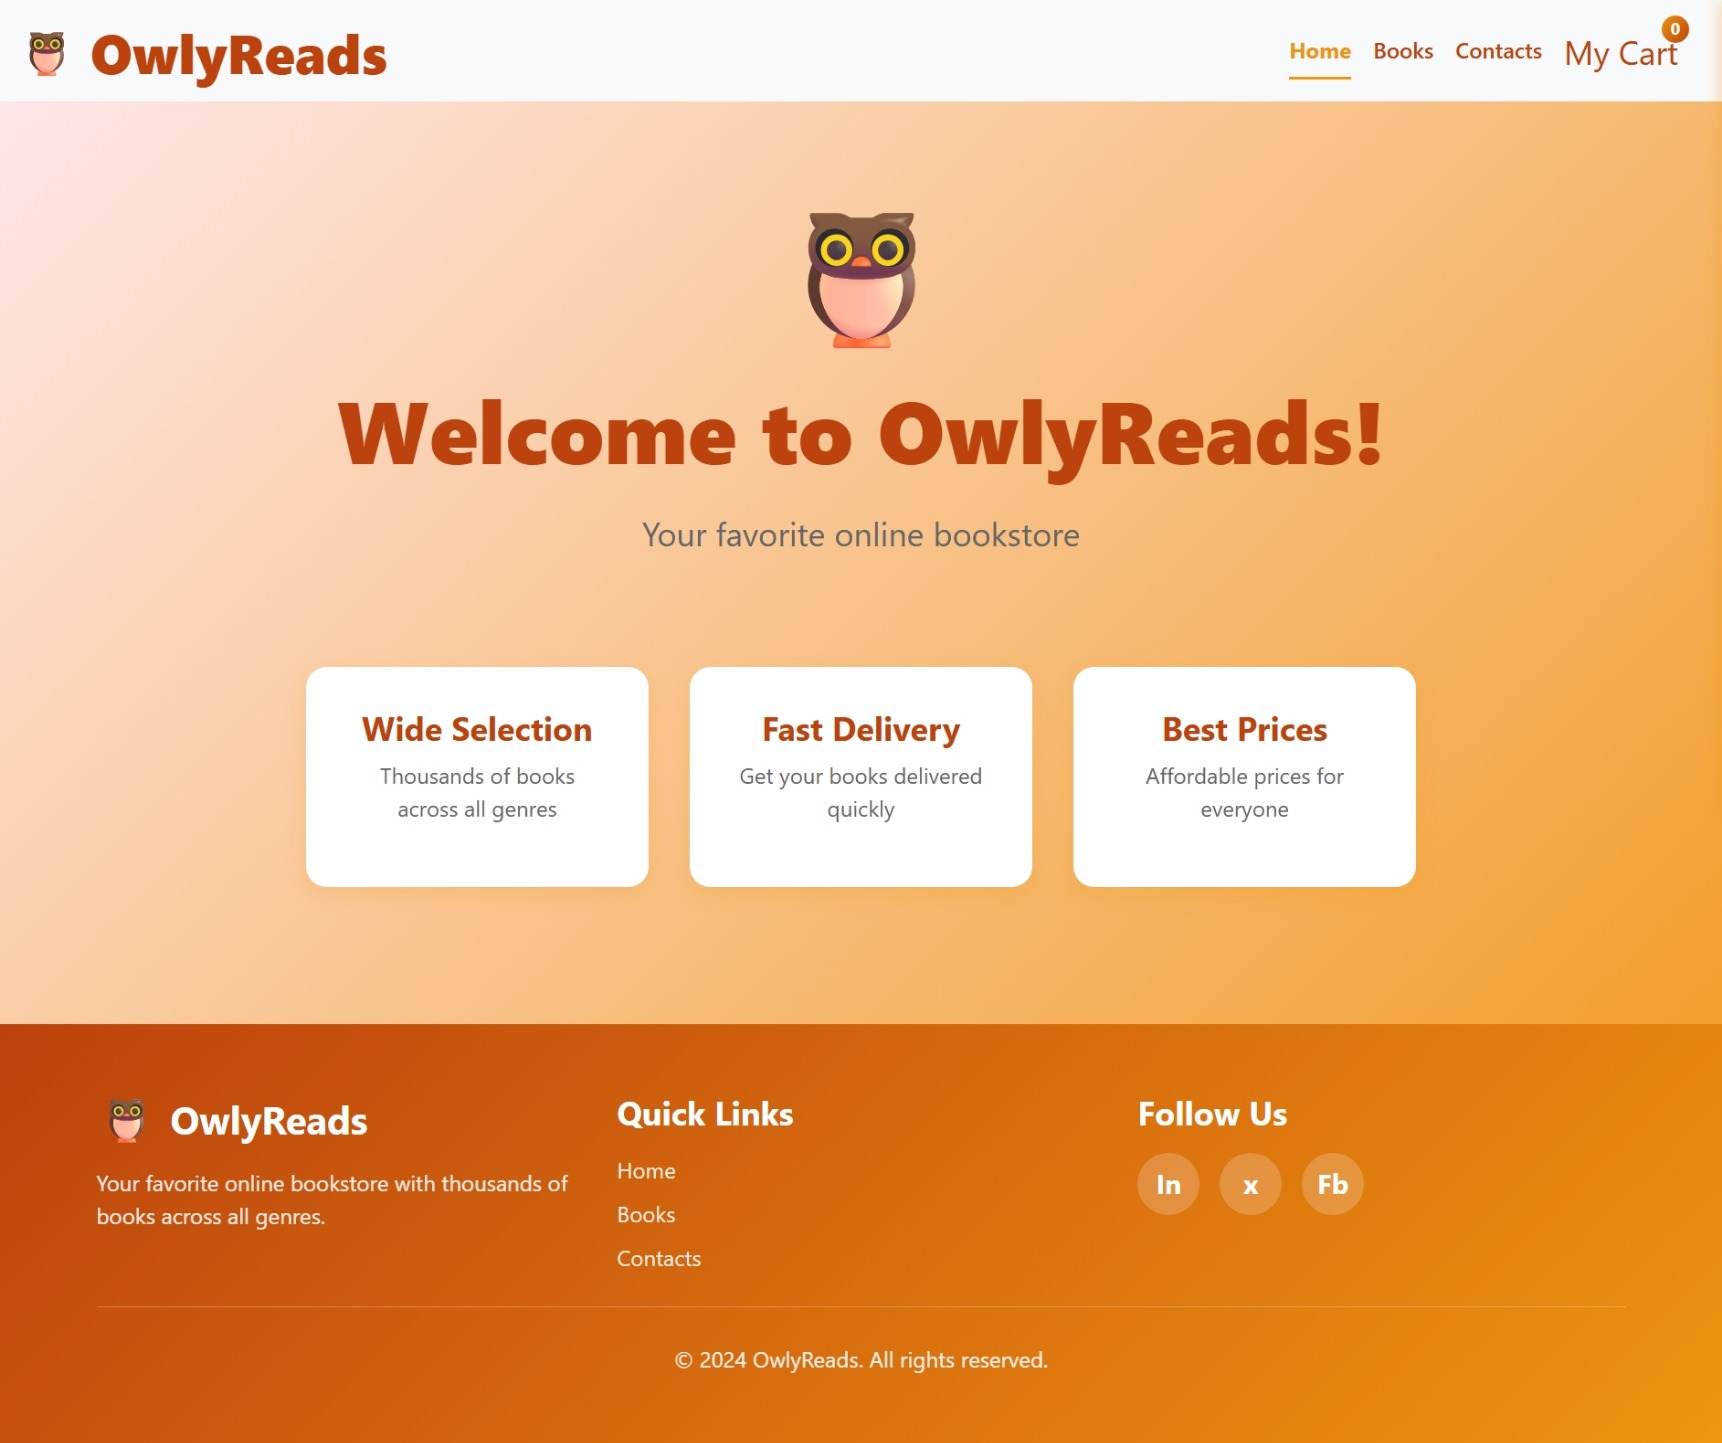 OwlyReads
Home
Books
Contacts
My Cart
0
Welcome to OwlyReads!
Your favorite online bookstore
Wide Selection
Thousands of books
across all genres
Fast Delivery
Get your books delivered
quickly
Best Prices
Affordable prices for
everyone
OwlyReads
Your favorite online bookstore with thousands of
books across all genres.
Quick Links
Home
Books
Contacts
Follow Us
In
x
Fb
© 2024 OwlyReads. All rights reserved.